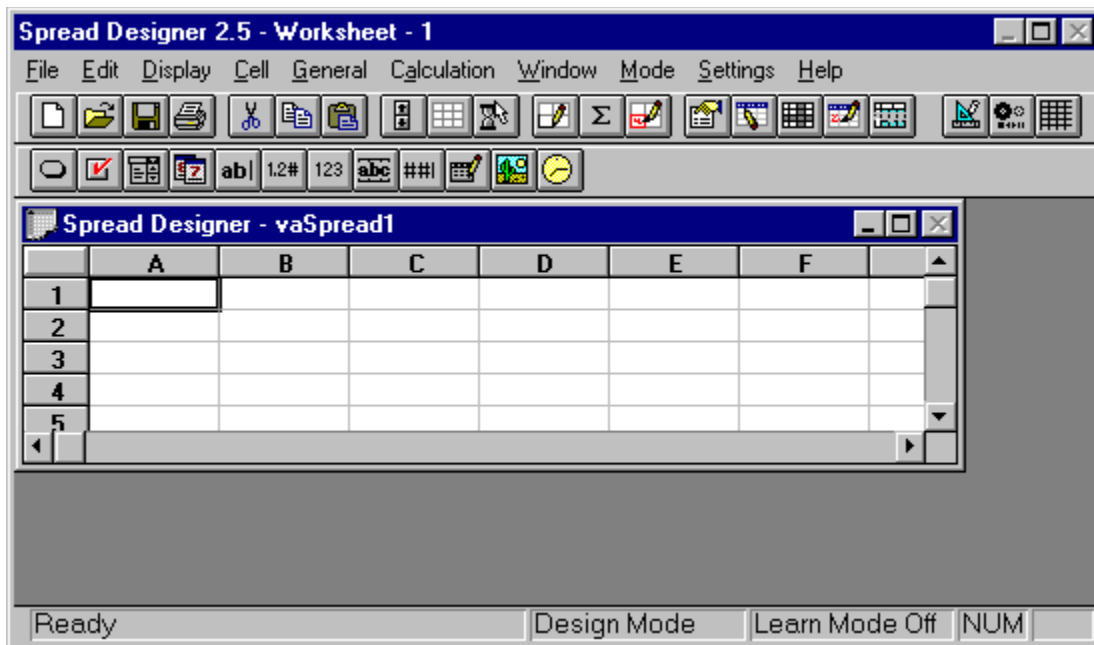 Spread Designer 2.5 - Worksheet - 1
File Edit Display Cell General Calculation Window Mode Settings Help
ab| 1.2# 123 abc ##|
Spread Designer - vaSpread1
A B C D E F
1
2
3
4
5
Ready Design Mode Learn Mode Off NUM